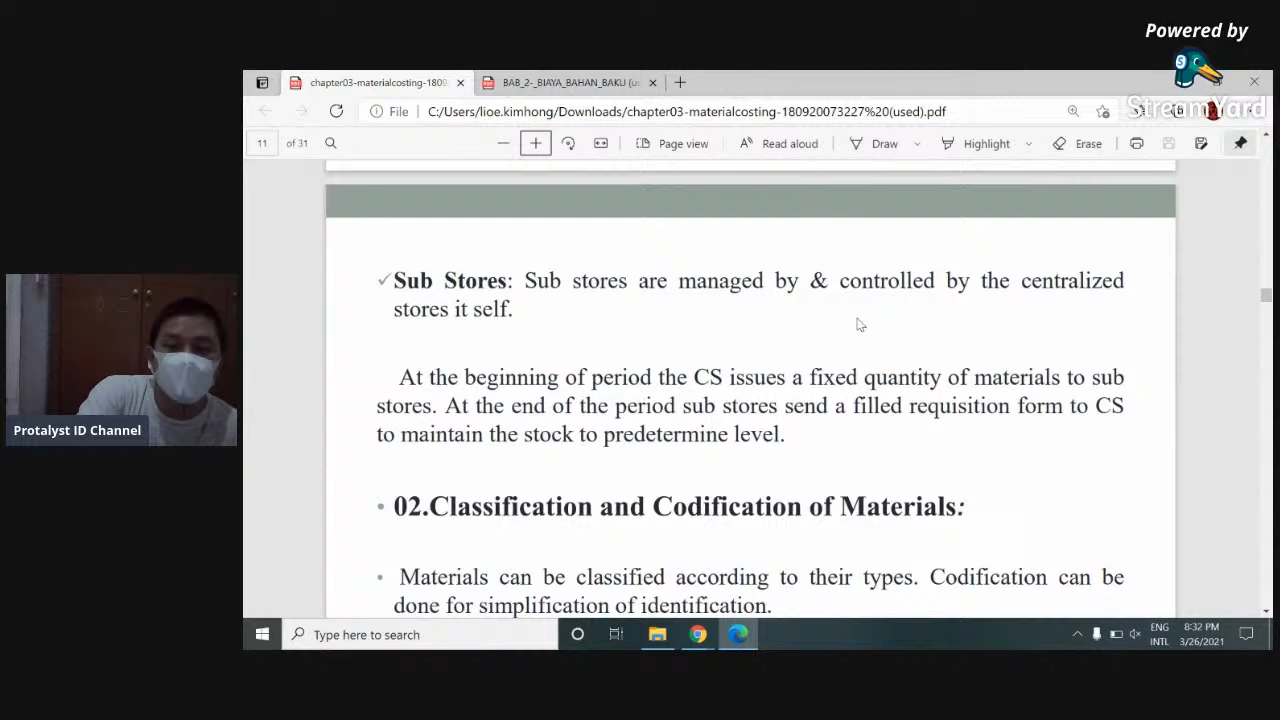 Powered by
StreamYard
chapter03-materialcosting-1809
BAB_2-_BIAYA_BAHAN_BAKU (u
File
C:/Users/lioe.kimhong/Downloads/chapter03-materialcosting-180920073227%20(used).pdf
11 of 31
Page view
Read aloud
Draw
Highlight
Erase
Sub Stores: Sub stores are managed by & controlled by the centralized
stores it self.
At the beginning of period the CS issues a fixed quantity of materials to sub
stores. At the end of the period sub stores send a filled requisition form to CS
to maintain the stock to predetermine level.
02.Classification and Codification of Materials:
Materials can be classified according to their types. Codification can be
done for simplification of identification.
Protalyst ID Channel
Type here to search
ENG
INTL
8:32 PM
3/26/2021